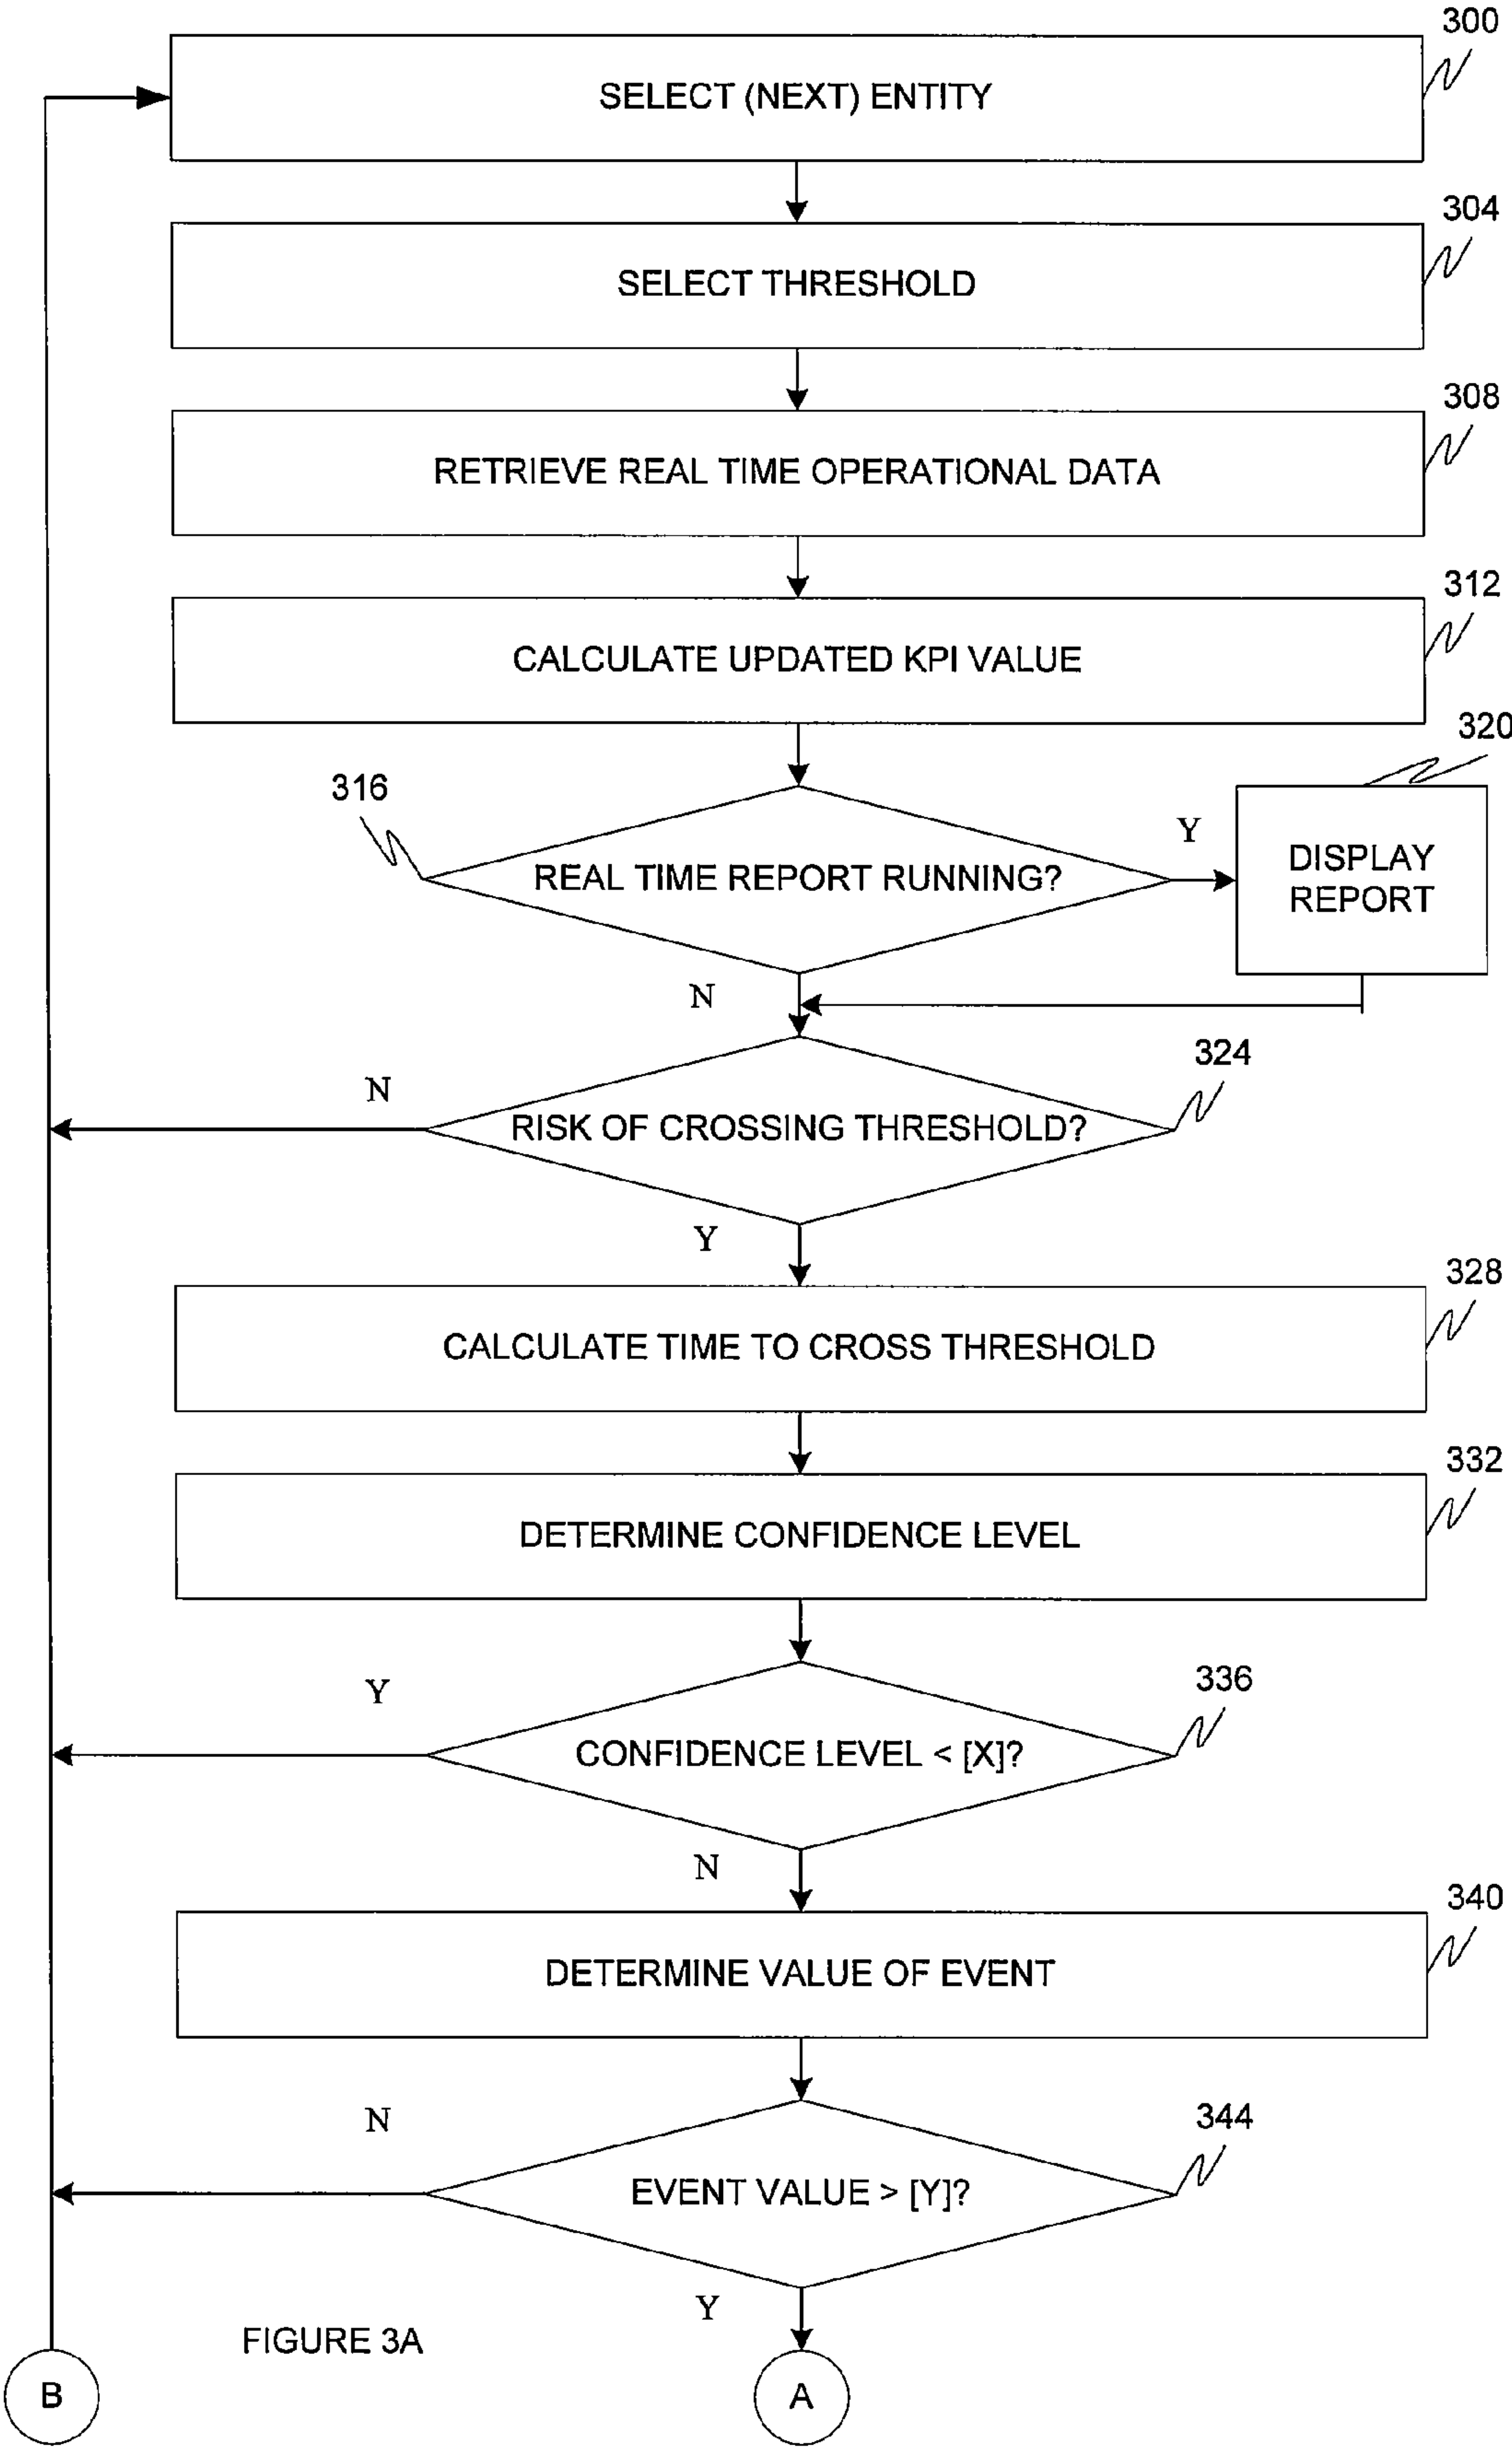 300
SELECT (NEXT) ENTITY
304
SELECT THRESHOLD
308
RETRIEVE REAL TIME OPERATIONAL DATA
312
CALCULATE UPDATED KPI VALUE
320
316
Y
REAL TIME REPORT RUNNING?
DISPLAY
REPORT
N
324
N
RISK OF CROSSING THRESHOLD?
Y
328
CALCULATE TIME TO CROSS THRESHOLD
332
DETERMINE CONFIDENCE LEVEL
336
Y
CONFIDENCE LEVEL < [X]?
N
340
DETERMINE VALUE OF EVENT
344
N
EVENT VALUE > [Y]?
Y
FIGURE 3A
B
A